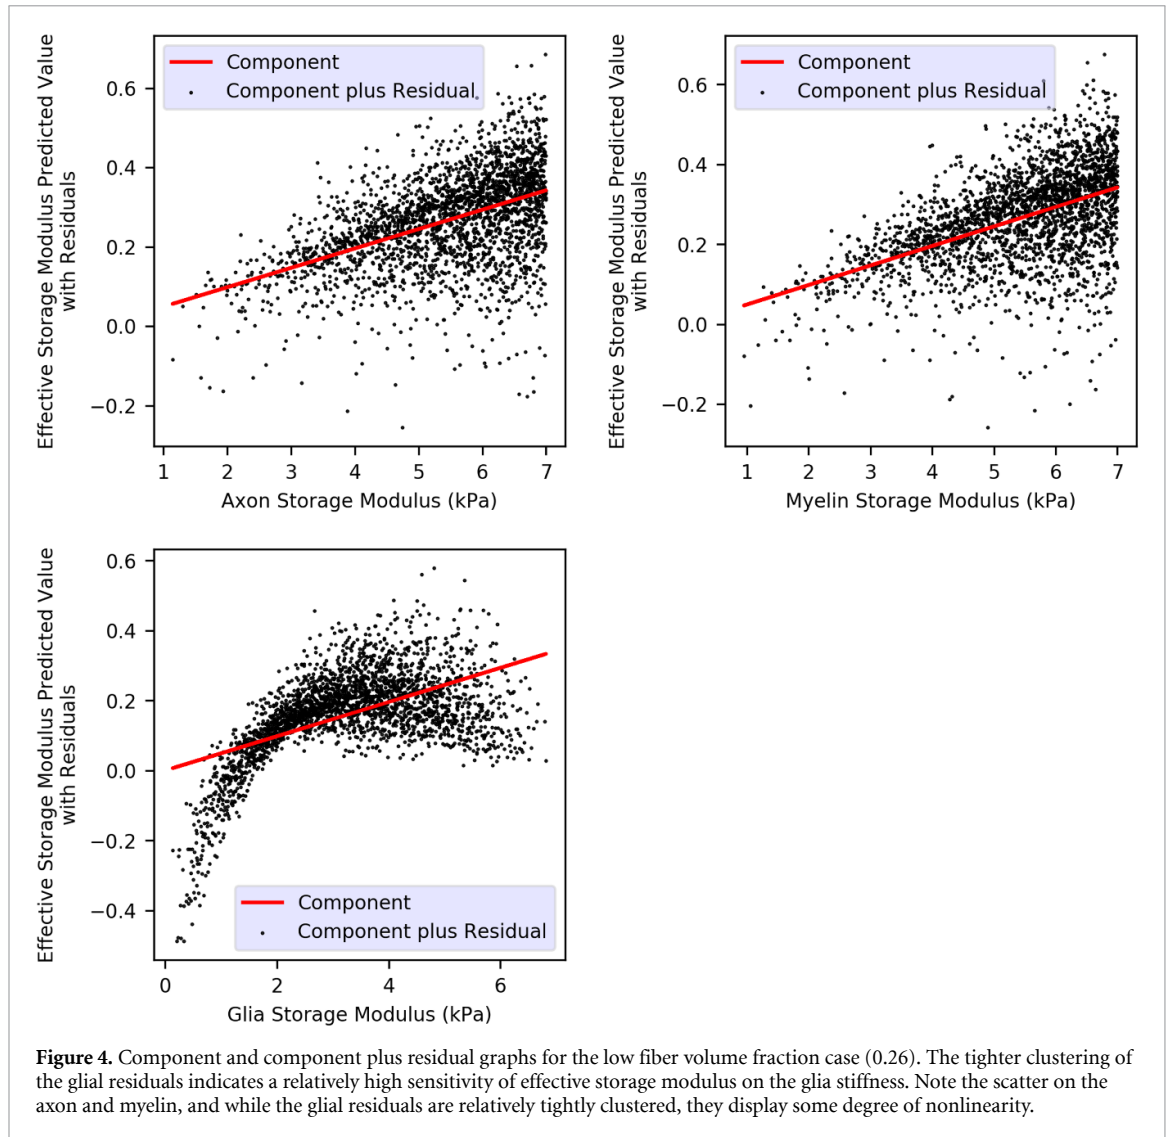 Effective Storage Modulus Predicted Value
with Residuals
Component
Component plus Residual
0.6
0.4
0.2
0.0
−0.2
1 2 3 4 5 6 7
Axon Storage Modulus (kPa)
Effective Storage Modulus Predicted Value
with Residuals
Component
Component plus Residual
0.6
0.4
0.2
0.0
−0.2
1 2 3 4 5 6 7
Myelin Storage Modulus (kPa)
Effective Storage Modulus Predicted Value
with Residuals
0.6
0.4
0.2
0.0
−0.2
−0.4
Component
Component plus Residual
0 2 4 6
Glia Storage Modulus (kPa)
Figure 4. Component and component plus residual graphs for the low fiber volume fraction case (0.26). The tighter clustering of
the glial residuals indicates a relatively high sensitivity of effective storage modulus on the glia stiffness. Note the scatter on the
axon and myelin, and while the glial residuals are relatively tightly clustered, they display some degree of nonlinearity.